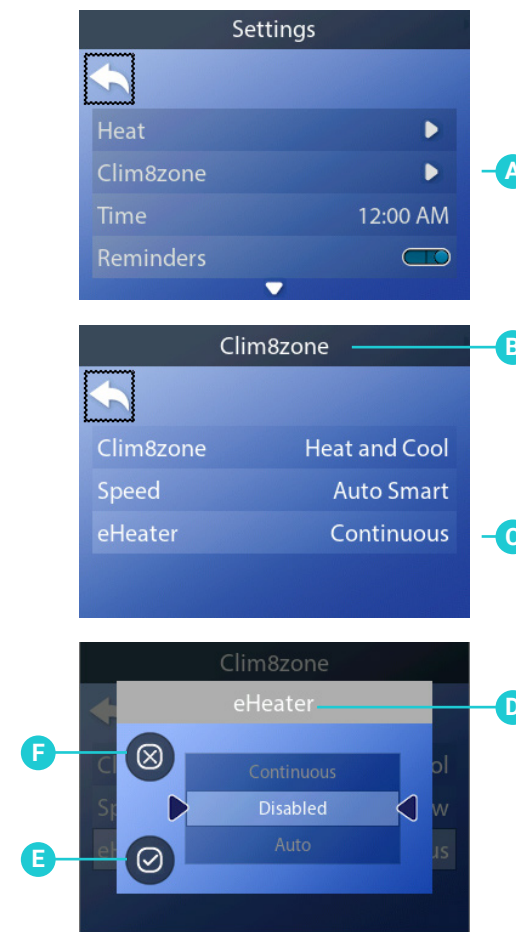 Settings
Heat
Clim8zone
A
Time 12:00 AM
Reminders
Clim8zone
B
Clim8zone Heat and Cool
Speed Auto Smart
eHeater Continuous
C
Clim8zone
eHeater
D
F
Continuous
Disabled
Auto
E